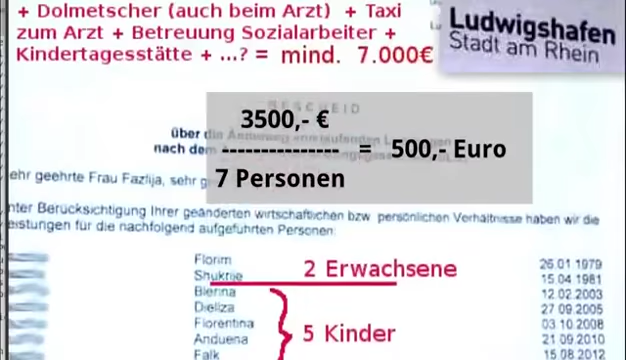 + Dolmetscher (auch beim Arzt) + Taxi
zum Arzt + Betreuung Sozialarbeiter +
Kindertagesstätte + ...? = mind. 7.000€
Ludwigshafen
Stadt am Rhein
BESCHEID
über die laufenden
nach dem
3500,- €
--------------- = 500,- Euro
7 Personen
ehr geehrte Frau Fazlija, sehr g
nter Berücksichtigung Ihrer geänderten wirtschaftlichen bzw persönlichen Verhältnisse haben wir die
eistungen für die nachfolgend aufgeführten Personen:
Florim 26.01.1979
Shukrije 2 Erwachsene 15.04.1981
Blerina 12.02.2003
Dieliza 27.09.2005
Fiorentina 5 Kinder 03.10.2008
Anduena 21.09.2010
Falk 15.08.2012